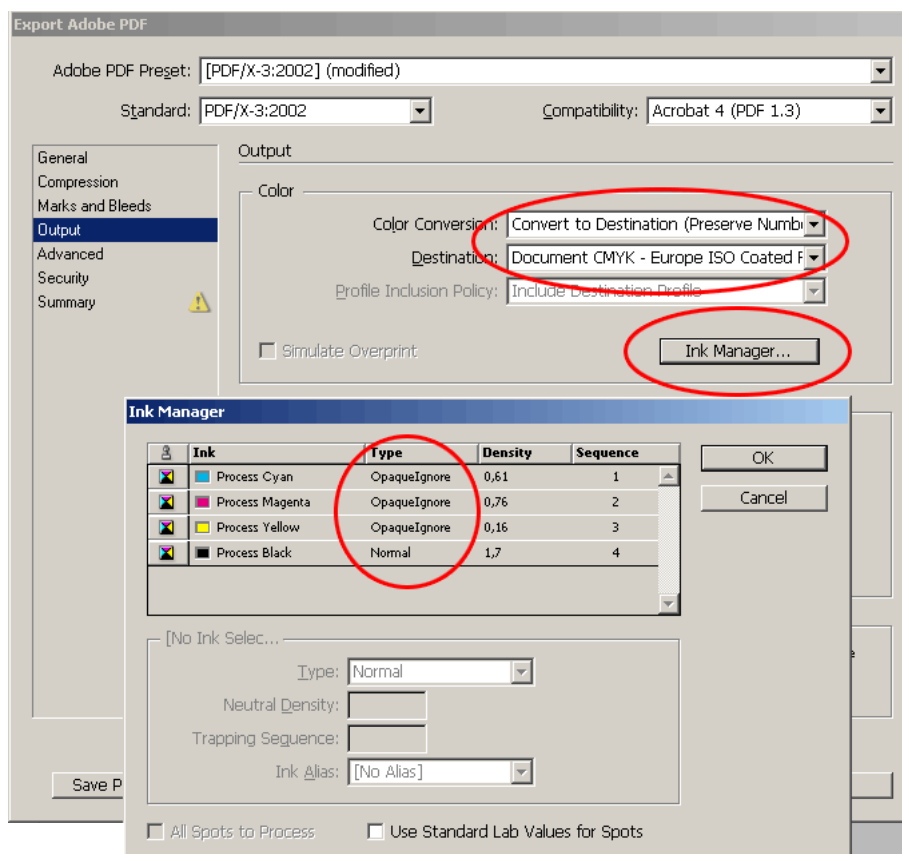 Export Adobe PDF
Adobe PDF Preset: [PDF/X-3:2002] (modified)
Standard: PDF/X-3:2002 Compatibility: Acrobat 4 (PDF 1.3)
General
Compression
Marks and Bleeds
Output
Advanced
Security
Summary
Output
Color
Color Conversion: Convert to Destination (Preserve Numb
Destination: Document CMYK - Europe ISO Coated F
Profile Inclusion Policy: Include Destination Profile
Simulate Overprint Ink Manager...
Ink Manager
Ink Type Density Sequence
Process Cyan OpaqueIgnore 0,61 1
Process Magenta OpaqueIgnore 0,76 2
Process Yellow OpaqueIgnore 0,16 3
Process Black Normal 1,7 4
OK
Cancel
[No Ink Selec...
Type: Normal
Neutral Density:
Trapping Sequence:
Ink Alias: [No Alias]
Save P
All Spots to Process Use Standard Lab Values for Spots